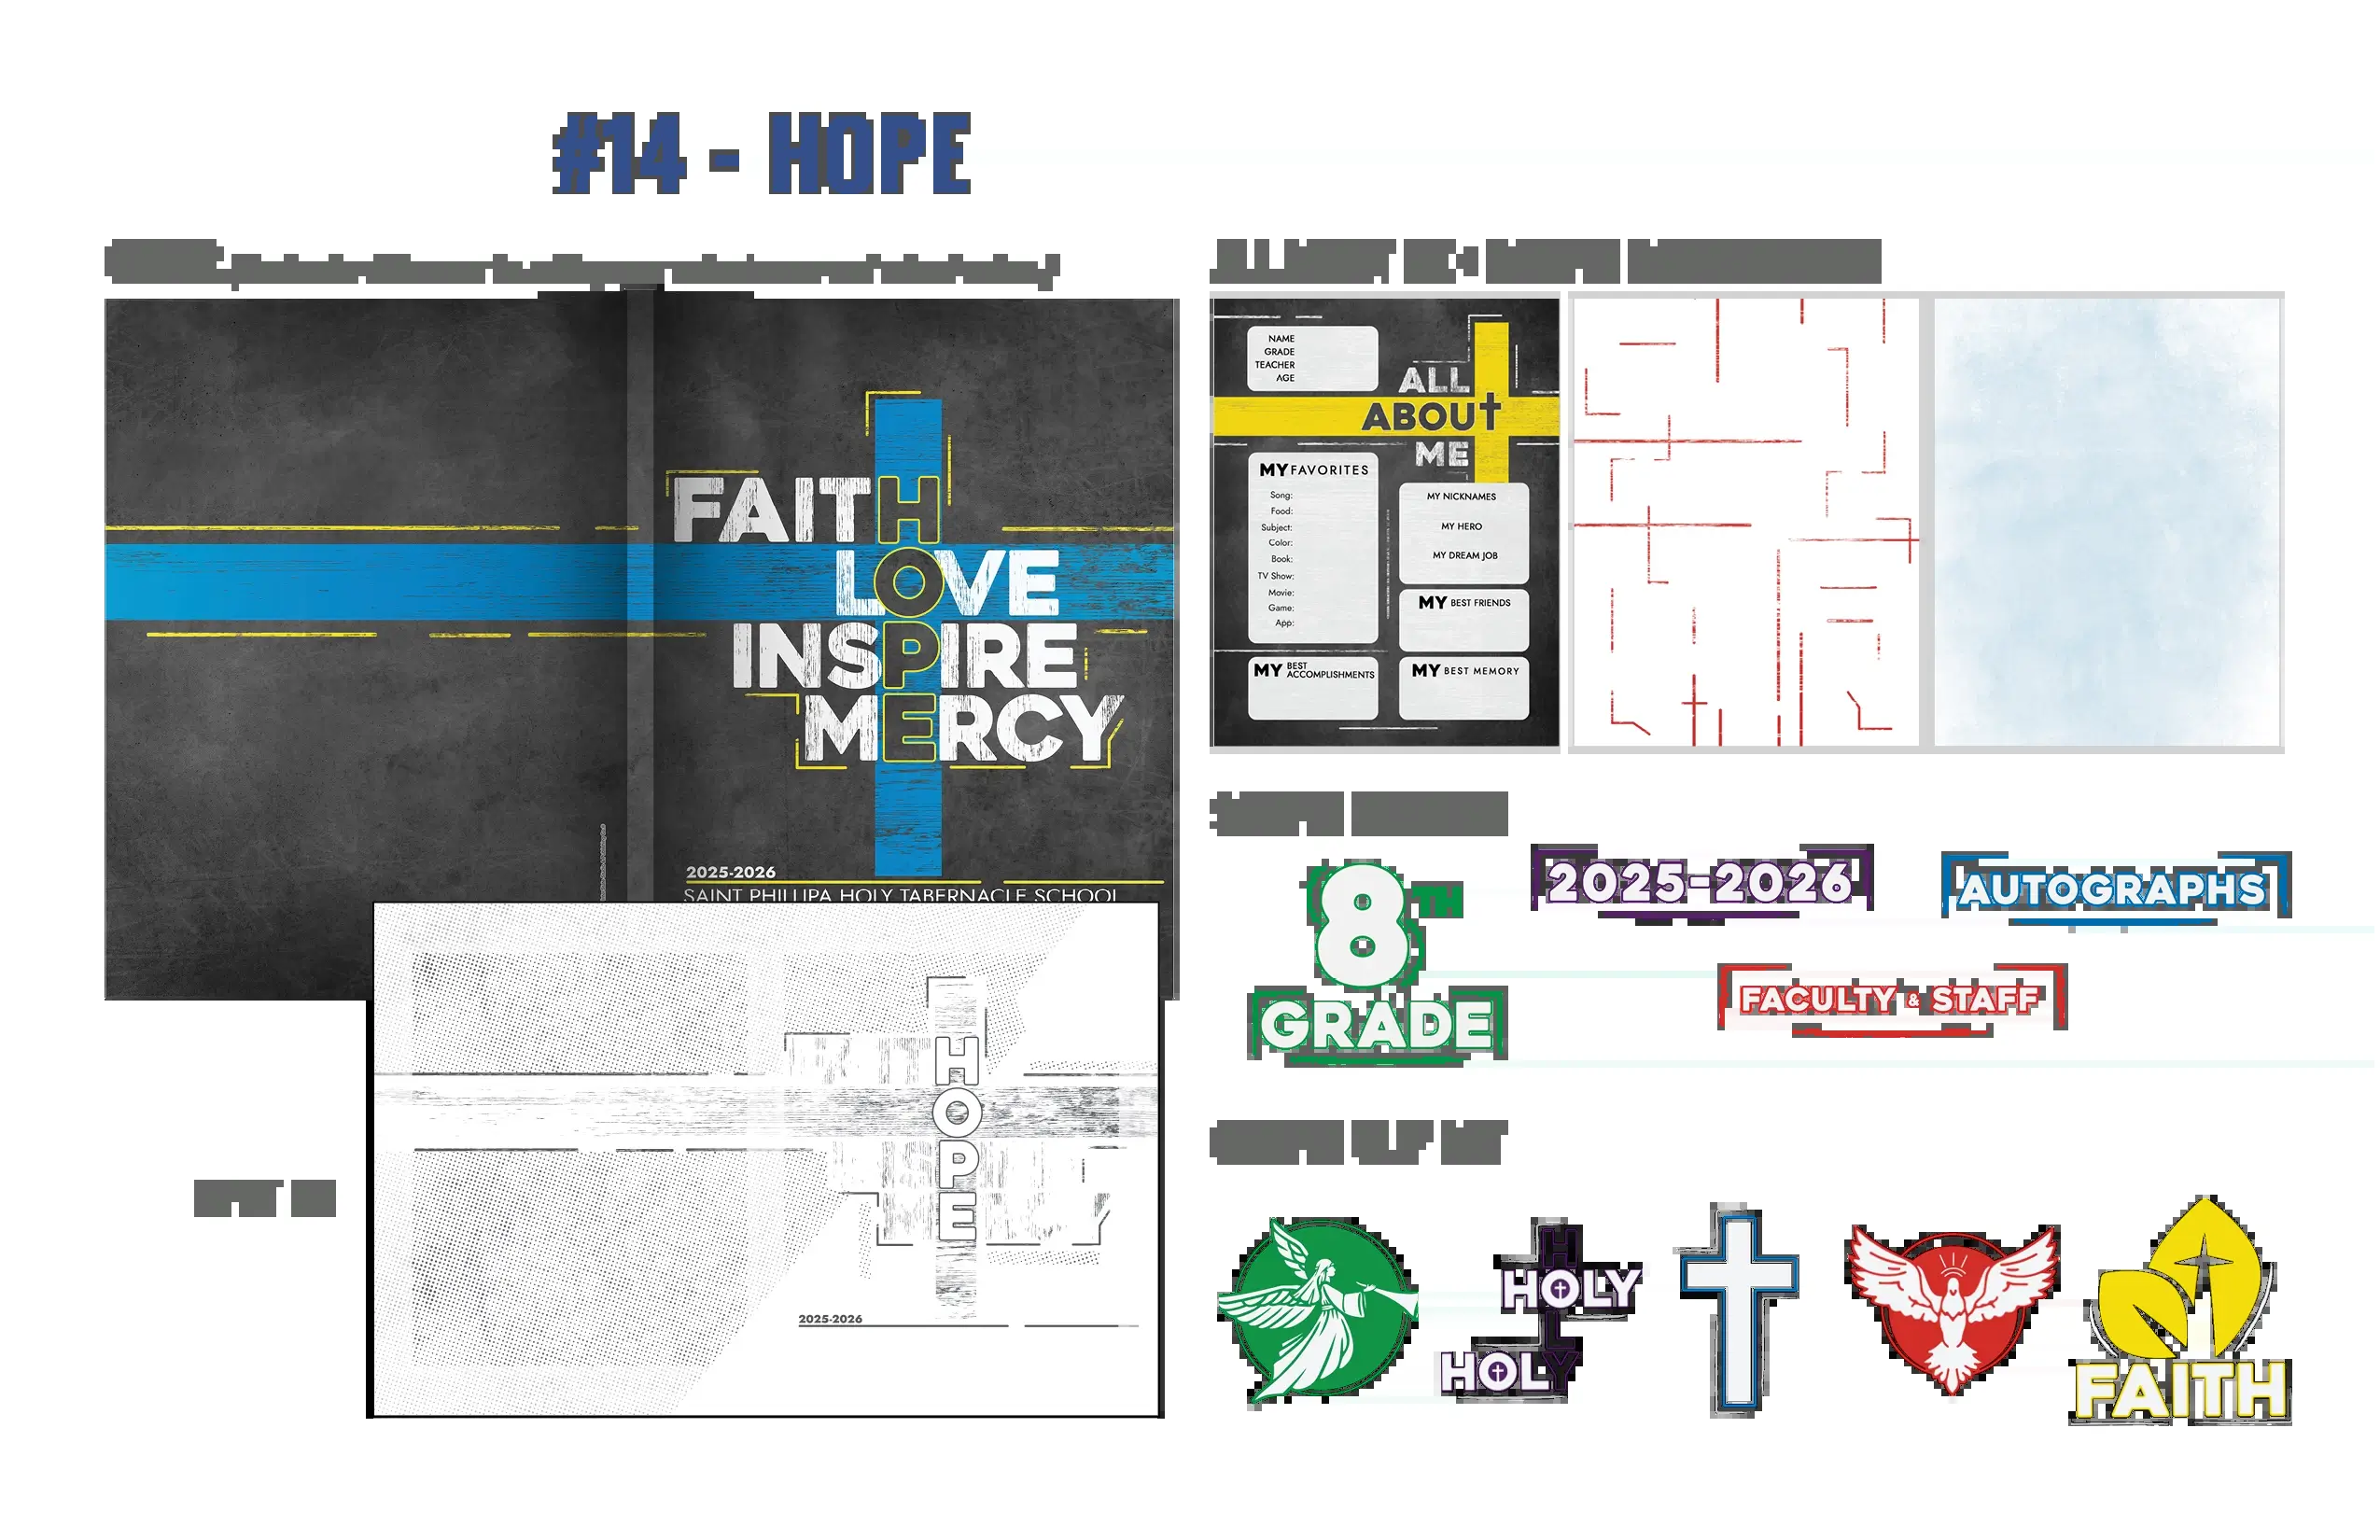 #14 - HOPE
FAITH
LOVE
INSPIRE
MERCY
2025-2026
SAINT PHILLIPA HOLY TABERNACLE SCHOOL
NAME
GRADE
TEACHER
AGE
ALL
ABOUt
ME
MY FAVORITES
Song:
Food:
Subject:
Color:
Book:
TV Show:
Movie:
Game:
App:
MY NICKNAMES
MY HERO
MY DREAM JOB
MY BEST FRIENDS
MY BEST ACCOMPLISHMENTS
MY BEST MEMORY
8TH
GRADE
2025-2026
AUTOGRAPHS
FACULTY & STAFF
HOPE
2025-2026
HOLY
HOLY
FAITH